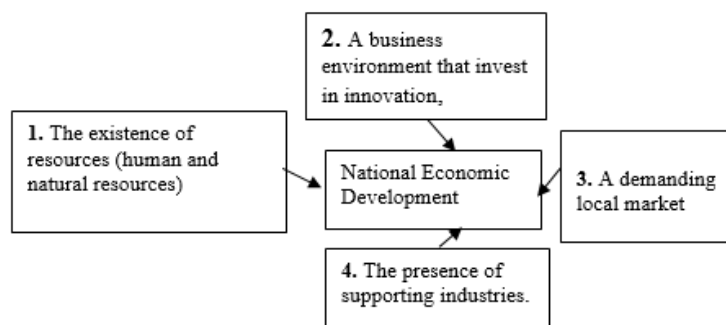 1. The existence of
resources (human and
natural resources)
2. A business
environment that invest
in innovation,
National Economic
Development
3. A demanding
local market
4. The presence of
supporting industries.